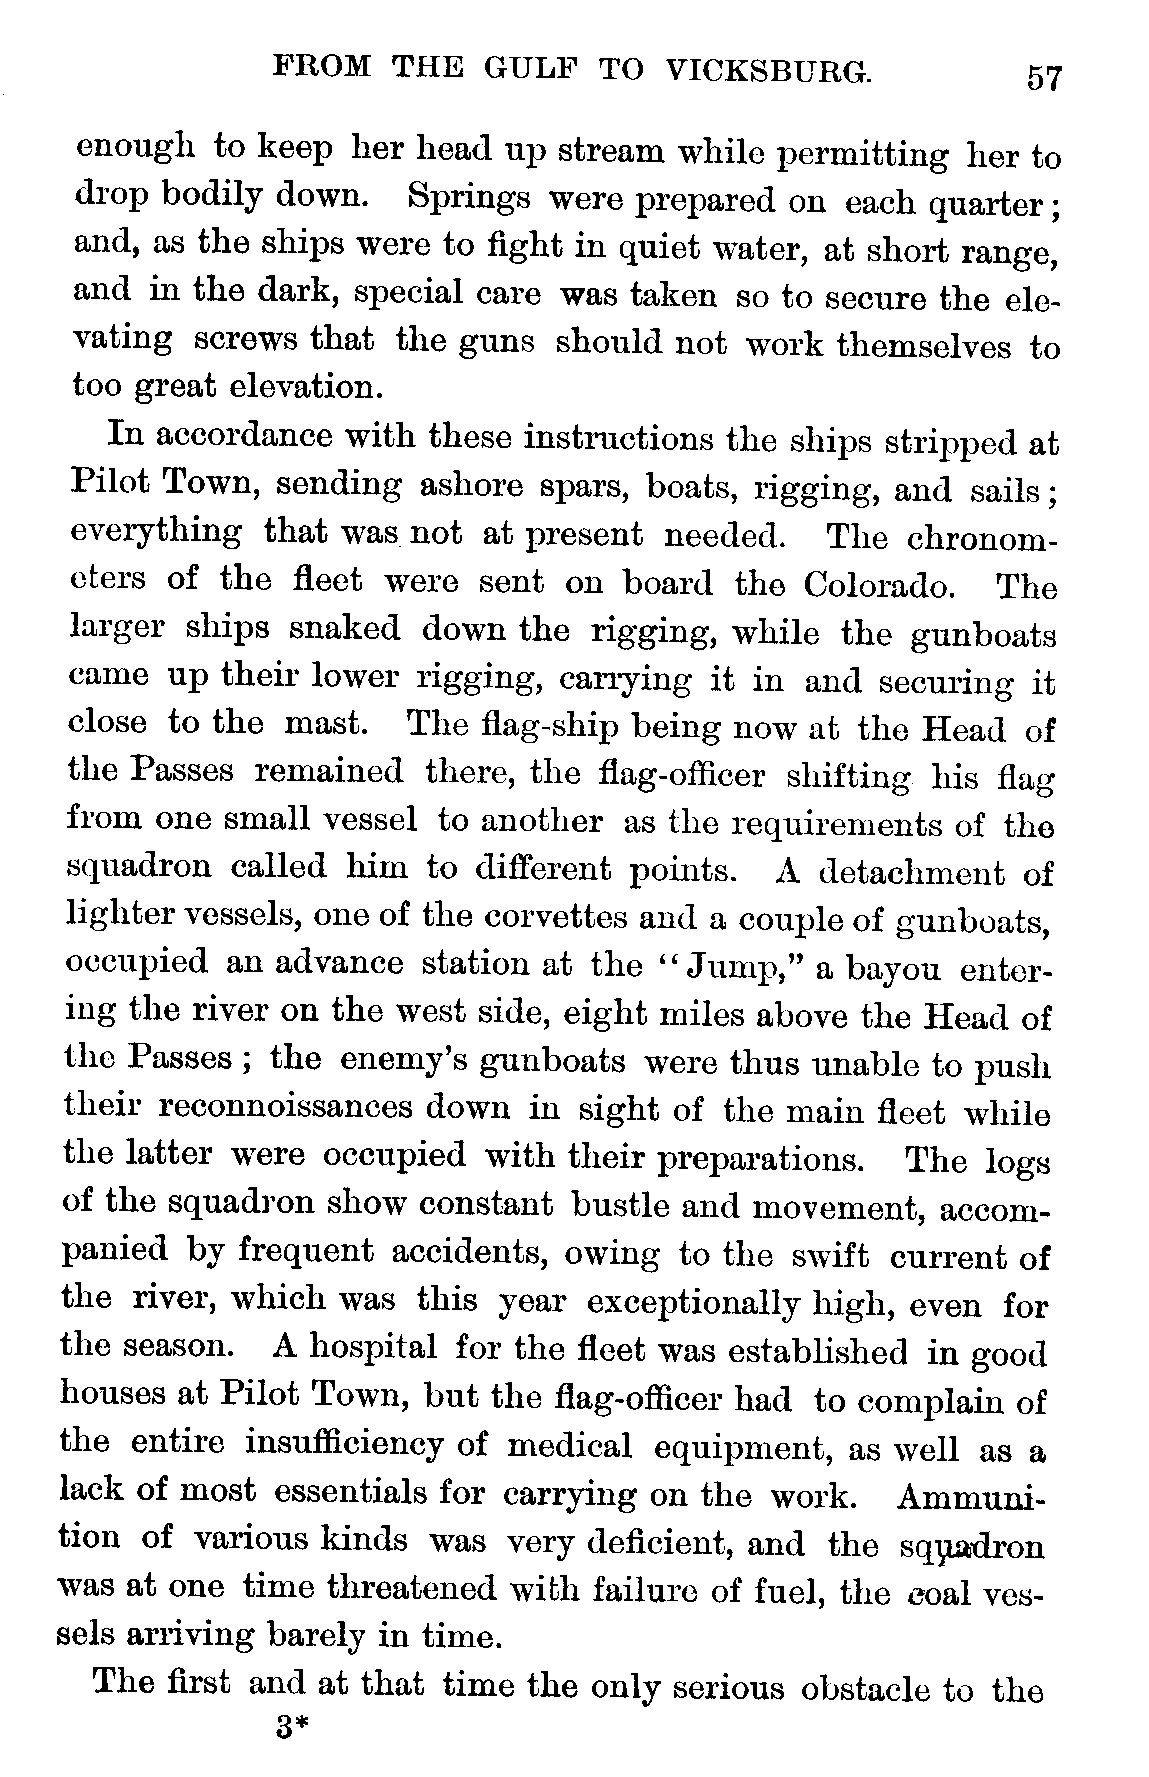 FROM THE GULF TO VICKSBURG. 57
enough to keep her head up stream while permitting her to
drop bodily down. Springs were prepared on each quarter;
and, as the ships were to fight in quiet water, at short range,
and in the dark, special care was taken so to secure the ele-
vating screws that the guns should not work themselves to
too great elevation.
In accordance with these instructions the ships stripped at
Pilot Town, sending ashore spars, boats, rigging, and sails;
everything that was not at present needed. The chronom-
eters of the fleet were sent on board the Colorado. The
larger ships snaked down the rigging, while the gunboats
came up their lower rigging, carrying it in and securing it
close to the mast. The flag-ship being now at the Head of
the Passes remained there, the flag-officer shifting his flag
from one small vessel to another as the requirements of the
squadron called him to different points. A detachment of
lighter vessels, one of the corvettes and a couple of gunboats,
occupied an advance station at the “Jump,” a bayou enter-
ing the river on the west side, eight miles above the Head of
the Passes; the enemy's gunboats were thus unable to push
their reconnoissances down in sight of the main fleet while
the latter were occupied with their preparations. The logs
of the squadron show constant bustle and movement, accom-
panied by frequent accidents, owing to the swift current of
the river, which was this year exceptionally high, even for
the season. A hospital for the fleet was established in good
houses at Pilot Town, but the flag-officer had to complain of
the entire insufficiency of medical equipment, as well as a
lack of most essentials for carrying on the work. Ammuni-
tion of various kinds was very deficient, and the squadron
was at one time threatened with failure of fuel, the coal ves-
sels arriving barely in time.
The first and at that time the only serious obstacle to the
3*